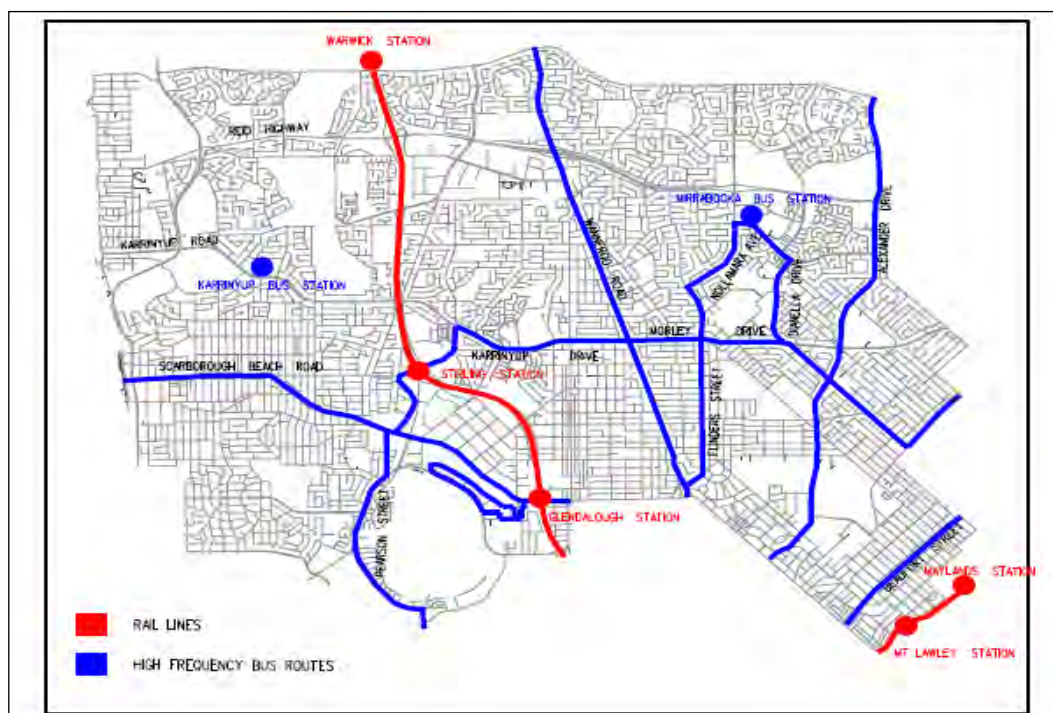 WARWICK STATION
REID HIGHWAY
MIRRABOOKA BUS STATION
ALEXANDER DRIVE
KARRINYUP ROAD
WANNEROO ROAD
NOLLAMARA AVE
DIANELLA DRIVE
KARRINYUP BUS STATION
MORLEY DRIVE
KARRINYUP DRIVE
SCARBOROUGH BEACH ROAD
STIRLING STATION
FLINDERS STREET
GLENDALOUGH STATION
PEARSON STREET
BEAUFORT STREET
MAYLANDS STATION
RAIL LINES
MT LAWLEY STATION
HIGH FREQUENCY BUS ROUTES